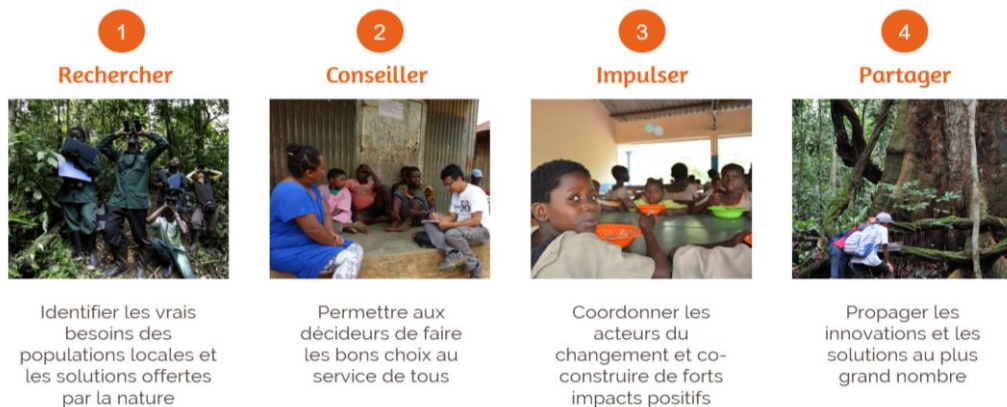 1
Rechercher
Identifier les vrais
besoins des
populations locales et
les solutions offertes
par la nature
2
Conseiller
Permettre aux
décideurs de faire
les bons choix au
service de tous
3
Impulser
Coordonner les
acteurs du
changement et co-
construire de forts
impacts positifs
4
Partager
Propager les
innovations et les
solutions au plus
grand nombre